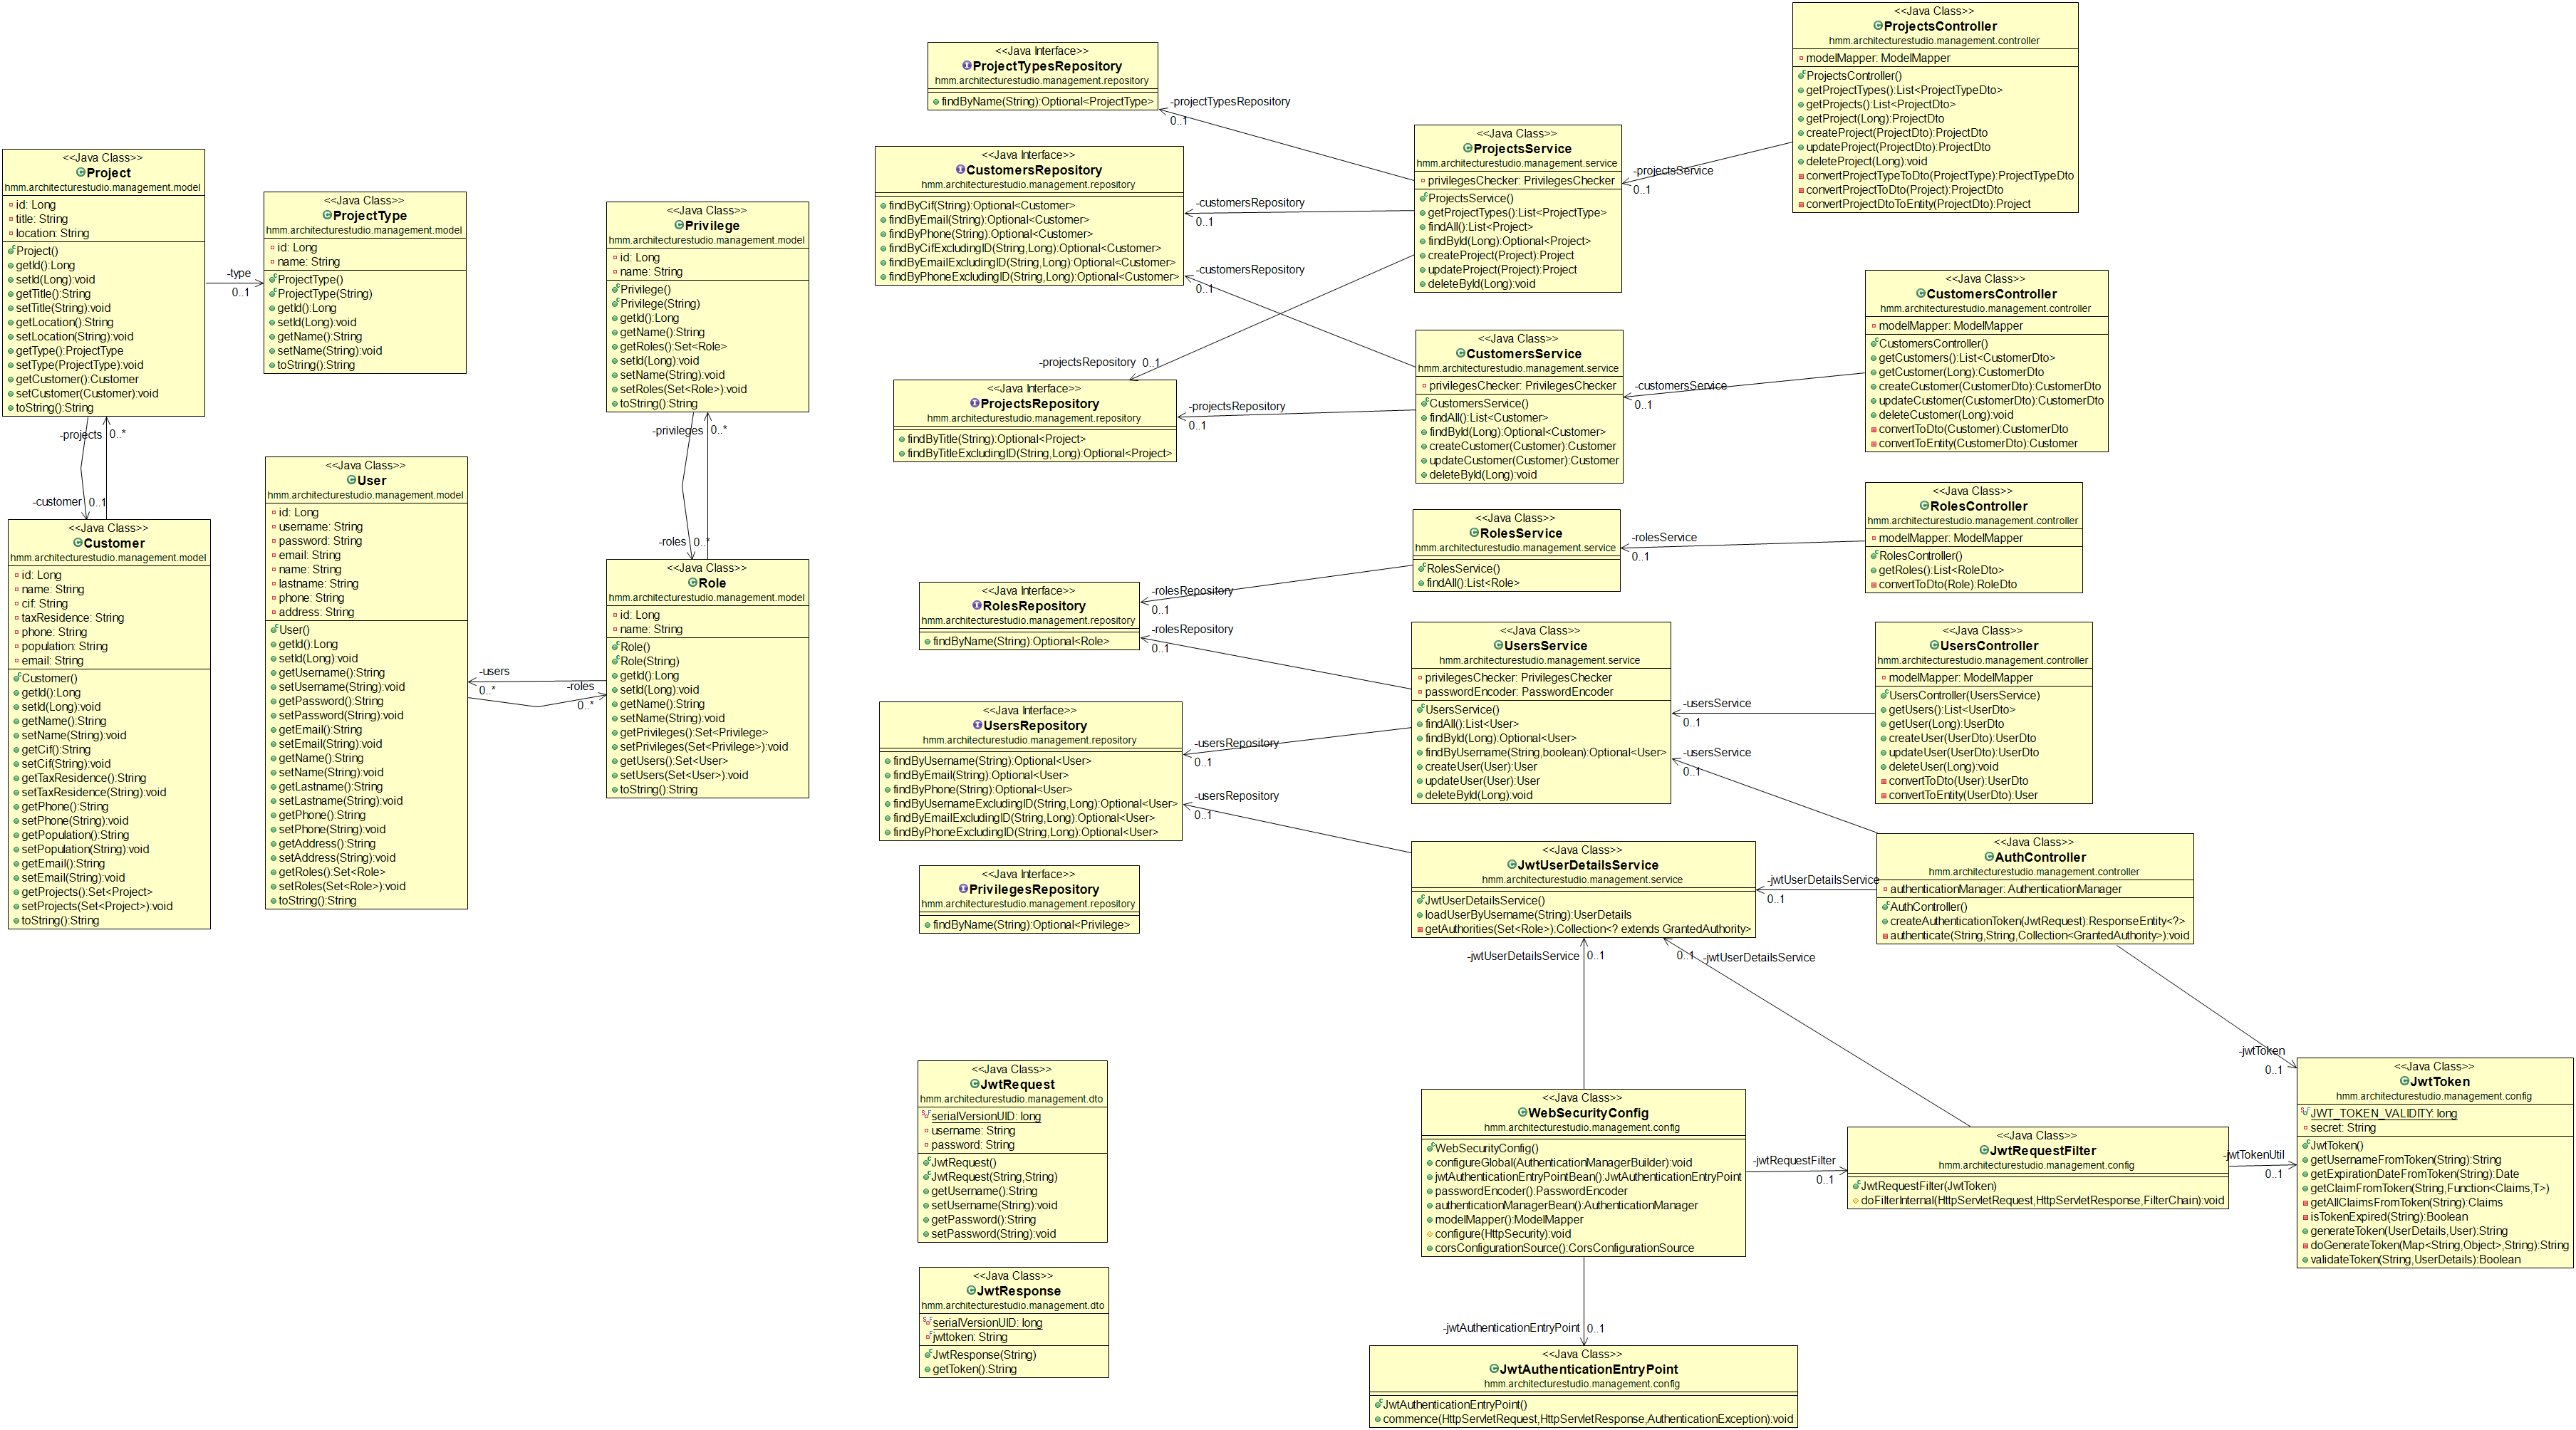 <<Java Class>>
Project
hmm.architecturestudio.management.model
id: Long
title: String
location: String
Project()
getId():Long
setId(Long):void
getTitle():String
setTitle(String):void
getLocation():String
setLocation(String):void
getType():ProjectType
setType(ProjectType):void
getCustomer():Customer
setCustomer(Customer):void
toString():String
-type
0..1
<<Java Class>>
ProjectType
hmm.architecturestudio.management.model
id: Long
name: String
ProjectType()
ProjectType(String)
getId():Long
setId(Long):void
getName():String
setName(String):void
toString():String
-projects 0..*
-customer 0..1
<<Java Class>>
Customer
hmm.architecturestudio.management.model
id: Long
name: String
cif: String
taxResidence: String
phone: String
population: String
email: String
Customer()
getId():Long
setId(Long):void
getName():String
setName(String):void
getCif():String
setCif(String):void
getTaxResidence():String
setTaxResidence(String):void
getPhone():String
setPhone(String):void
getPopulation():String
setPopulation(String):void
getEmail():String
setEmail(String):void
getProjects():Set<Project>
setProjects(Set<Project>):void
toString():String
<<Java Class>>
User
hmm.architecturestudio.management.model
id: Long
username: String
password: String
email: String
name: String
lastname: String
phone: String
address: String
User()
getId():Long
setId(Long):void
getUsername():String
setUsername(String):void
getPassword():String
setPassword(String):void
getEmail():String
setEmail(String):void
getName():String
setName(String):void
getLastname():String
setLastname(String):void
getPhone():String
setPhone(String):void
getAddress():String
setAddress(String):void
getRoles():Set<Role>
setRoles(Set<Role>):void
toString():String
-users
0..*
-roles
0..*
<<Java Class>>
Privilege
hmm.architecturestudio.management.model
id: Long
name: String
Privilege()
Privilege(String)
getId():Long
getName():String
getRoles():Set<Role>
setId(Long):void
setName(String):void
setRoles(Set<Role>):void
toString():String
-privileges 0..*
-roles 0..*
<<Java Class>>
Role
hmm.architecturestudio.management.model
id: Long
name: String
Role()
Role(String)
getId():Long
setId(Long):void
getName():String
setName(String):void
getPrivileges():Set<Privilege>
setPrivileges(Set<Privilege>):void
getUsers():Set<User>
setUsers(Set<User>):void
toString():String
<<Java Interface>>
ProjectTypesRepository
hmm.architecturestudio.management.repository
findByName(String):Optional<ProjectType>
-projectTypesRepository
0..1
<<Java Interface>>
CustomersRepository
hmm.architecturestudio.management.repository
findByCif(String):Optional<Customer>
findByEmail(String):Optional<Customer>
findByPhone(String):Optional<Customer>
findByCifExcludingID(String,Long):Optional<Customer>
findByEmailExcludingID(String,Long):Optional<Customer>
findByPhoneExcludingID(String,Long):Optional<Customer>
-customersRepository
0..1
-customersRepository
0..1
-projectsRepository 0..1
<<Java Interface>>
ProjectsRepository
hmm.architecturestudio.management.repository
findByTitle(String):Optional<Project>
findByTitleExcludingID(String,Long):Optional<Project>
-projectsRepository
0..1
<<Java Interface>>
RolesRepository
hmm.architecturestudio.management.repository
findByName(String):Optional<Role>
-rolesRepository
0..1
-rolesRepository
0..1
<<Java Interface>>
UsersRepository
hmm.architecturestudio.management.repository
findByUsername(String):Optional<User>
findByEmail(String):Optional<User>
findByPhone(String):Optional<User>
findByUsernameExcludingID(String,Long):Optional<User>
findByEmailExcludingID(String,Long):Optional<User>
findByPhoneExcludingID(String,Long):Optional<User>
-usersRepository
0..1
-usersRepository
0..1
<<Java Interface>>
PrivilegesRepository
hmm.architecturestudio.management.repository
findByName(String):Optional<Privilege>
<<Java Class>>
JwtRequest
hmm.architecturestudio.management.dto
serialVersionUID: long
username: String
password: String
JwtRequest()
JwtRequest(String,String)
getUsername():String
setUsername(String):void
getPassword():String
setPassword(String):void
<<Java Class>>
JwtResponse
hmm.architecturestudio.management.dto
serialVersionUID: long
jwttoken: String
JwtResponse(String)
getToken():String
<<Java Class>>
ProjectsService
hmm.architecturestudio.management.service
privilegesChecker: PrivilegesChecker
ProjectsService()
getProjectTypes():List<ProjectType>
findAll():List<Project>
findById(Long):Optional<Project>
createProject(Project):Project
updateProject(Project):Project
deleteById(Long):void
-projectsService
0..1
<<Java Class>>
CustomersService
hmm.architecturestudio.management.service
privilegesChecker: PrivilegesChecker
CustomersService()
findAll():List<Customer>
findById(Long):Optional<Customer>
createCustomer(Customer):Customer
updateCustomer(Customer):Customer
deleteById(Long):void
-customersService
0..1
<<Java Class>>
RolesService
hmm.architecturestudio.management.service
RolesService()
findAll():List<Role>
-rolesService
0..1
<<Java Class>>
UsersService
hmm.architecturestudio.management.service
privilegesChecker: PrivilegesChecker
passwordEncoder: PasswordEncoder
UsersService()
findAll():List<User>
findById(Long):Optional<User>
findByUsername(String,boolean):Optional<User>
createUser(User):User
updateUser(User):User
deleteById(Long):void
-usersService
0..1
-usersService
0..1
<<Java Class>>
JwtUserDetailsService
hmm.architecturestudio.management.service
JwtUserDetailsService()
loadUserByUsername(String):UserDetails
getAuthorities(Set<Role>):Collection<? extends GrantedAuthority>
-jwtUserDetailsService
0..1
-jwtUserDetailsService 0..1
0..1 -jwtUserDetailsService
<<Java Class>>
ProjectsController
hmm.architecturestudio.management.controller
modelMapper: ModelMapper
ProjectsController()
getProjectTypes():List<ProjectTypeDto>
getProjects():List<ProjectDto>
getProject(Long):ProjectDto
createProject(ProjectDto):ProjectDto
updateProject(ProjectDto):ProjectDto
deleteProject(Long):void
convertProjectTypeToDto(ProjectType):ProjectTypeDto
convertProjectToDto(Project):ProjectDto
convertProjectDtoToEntity(ProjectDto):Project
<<Java Class>>
CustomersController
hmm.architecturestudio.management.controller
modelMapper: ModelMapper
CustomersController()
getCustomers():List<CustomerDto>
getCustomer(Long):CustomerDto
createCustomer(CustomerDto):CustomerDto
updateCustomer(CustomerDto):CustomerDto
deleteCustomer(Long):void
convertToDto(Customer):CustomerDto
convertToEntity(CustomerDto):Customer
<<Java Class>>
RolesController
hmm.architecturestudio.management.controller
modelMapper: ModelMapper
RolesController()
getRoles():List<RoleDto>
convertToDto(Role):RoleDto
<<Java Class>>
UsersController
hmm.architecturestudio.management.controller
modelMapper: ModelMapper
UsersController(UsersService)
getUsers():List<UserDto>
getUser(Long):UserDto
createUser(UserDto):UserDto
updateUser(UserDto):UserDto
deleteUser(Long):void
convertToDto(User):UserDto
convertToEntity(UserDto):User
<<Java Class>>
AuthController
hmm.architecturestudio.management.controller
authenticationManager: AuthenticationManager
AuthController()
createAuthenticationToken(JwtRequest):ResponseEntity<?>
authenticate(String,String,Collection<GrantedAuthority>):void
-jwtToken
0..1
<<Java Class>>
WebSecurityConfig
hmm.architecturestudio.management.config
WebSecurityConfig()
configureGlobal(AuthenticationManagerBuilder):void
jwtAuthenticationEntryPointBean():JwtAuthenticationEntryPoint
passwordEncoder():PasswordEncoder
authenticationManagerBean():AuthenticationManager
modelMapper():ModelMapper
configure(HttpSecurity):void
corsConfigurationSource():CorsConfigurationSource
-jwtRequestFilter
0..1
<<Java Class>>
JwtRequestFilter
hmm.architecturestudio.management.config
JwtRequestFilter(JwtToken)
doFilterInternal(HttpServletRequest,HttpServletResponse,FilterChain):void
-jwtTokenUtil
0..1
<<Java Class>>
JwtToken
hmm.architecturestudio.management.config
JWT_TOKEN_VALIDITY: long
secret: String
JwtToken()
getUsernameFromToken(String):String
getExpirationDateFromToken(String):Date
getClaimFromToken(String,Function<Claims,T>)
getAllClaimsFromToken(String):Claims
isTokenExpired(String):Boolean
generateToken(UserDetails,User):String
doGenerateToken(Map<String,Object>,String):String
validateToken(String,UserDetails):Boolean
-jwtAuthenticationEntryPoint 0..1
<<Java Class>>
JwtAuthenticationEntryPoint
hmm.architecturestudio.management.config
JwtAuthenticationEntryPoint()
commence(HttpServletRequest,HttpServletResponse,AuthenticationException):void